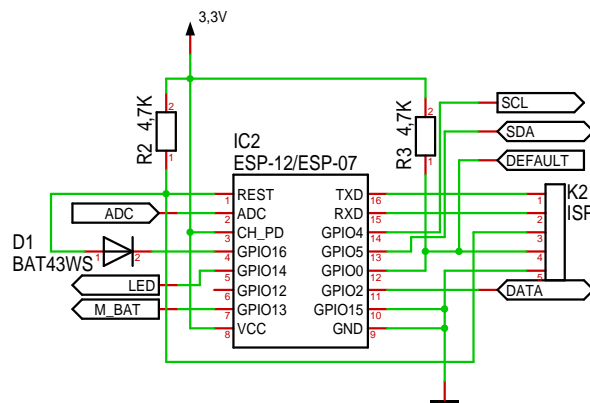 3,3V
2
R2 4,7K
1
2
R3 4,7K
1
IC2
ESP-12/ESP-07
SCL
SDA
DEFAULT
K2
ISP
ADC
D1
BAT43WS
1
2
LED
M_BAT
DATA
1 REST
2 ADC
3 CH_PD
4 GPIO16
5 GPIO14
6 GPIO12
7 GPIO13
8 VCC
TXD 16
RXD 15
GPIO4 14
GPIO5 13
GPIO0 12
GPIO2 11
GPIO15 10
GND 9
1
2
3
4
5